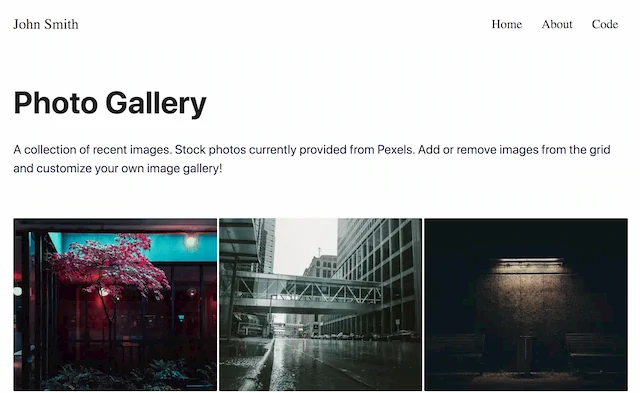 John Smith
Home About Code
Photo Gallery
A collection of recent images. Stock photos currently provided from Pexels. Add or remove images from the grid
and customize your own image gallery!